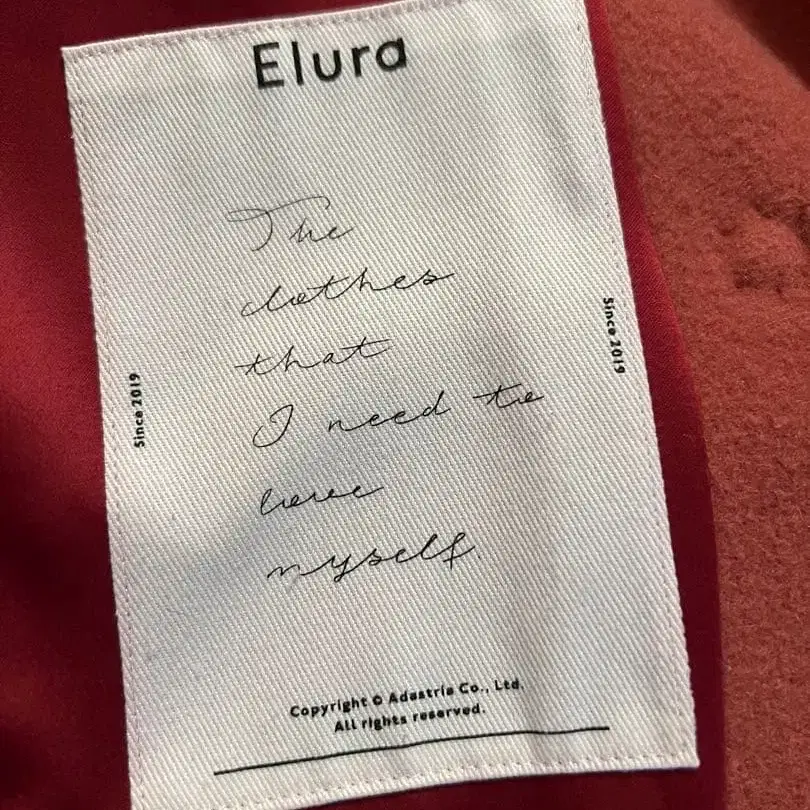 Elura
The
clothes
that
I need to
love
myself.
Since 2019
Since 2019
Copyright © Adastria Co., Ltd.
All rights reserved.